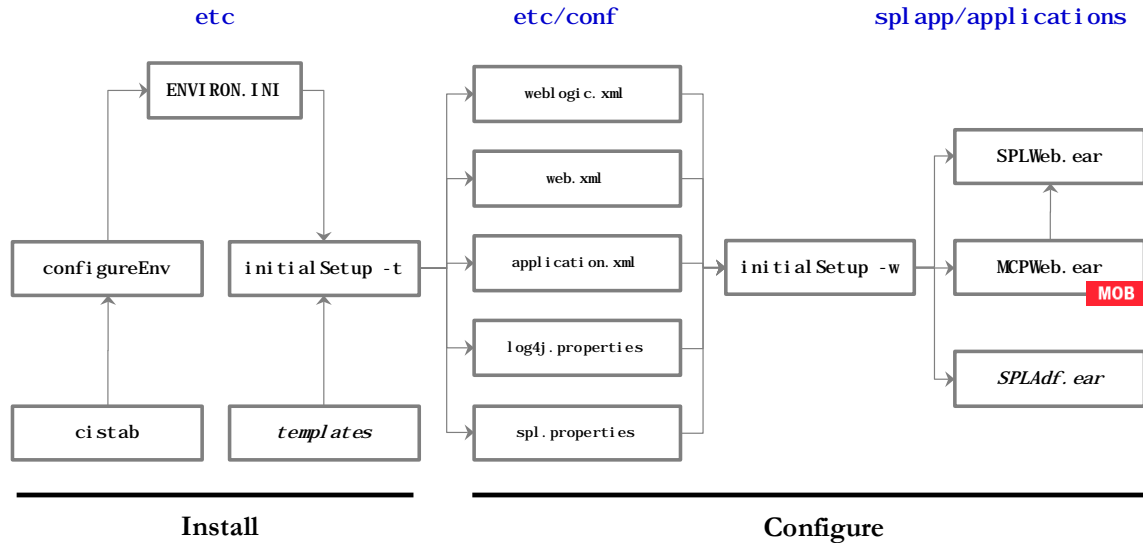 etc
etc/conf
splapp/applications
ENVIRON.INI
weblogic.xml
SPLWeb.ear
web.xml
configureEnv
initialSetup -t
application.xml
initialSetup -w
MCPWeb.ear
MOB
log4j.properties
SPLAdf.ear
cistab
templates
spl.properties
Install
Configure